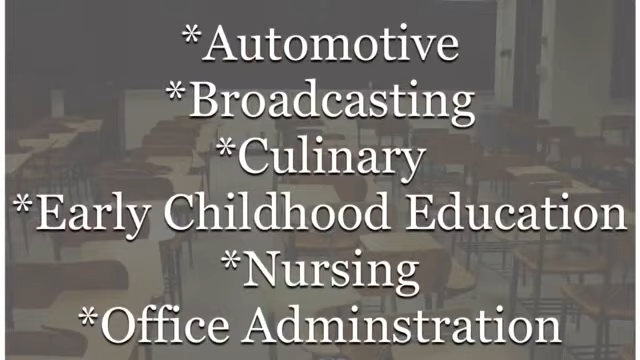 *Automotive
*Broadcasting
*Culinary
*Early Childhood Education
*Nursing
*Office Adminstration